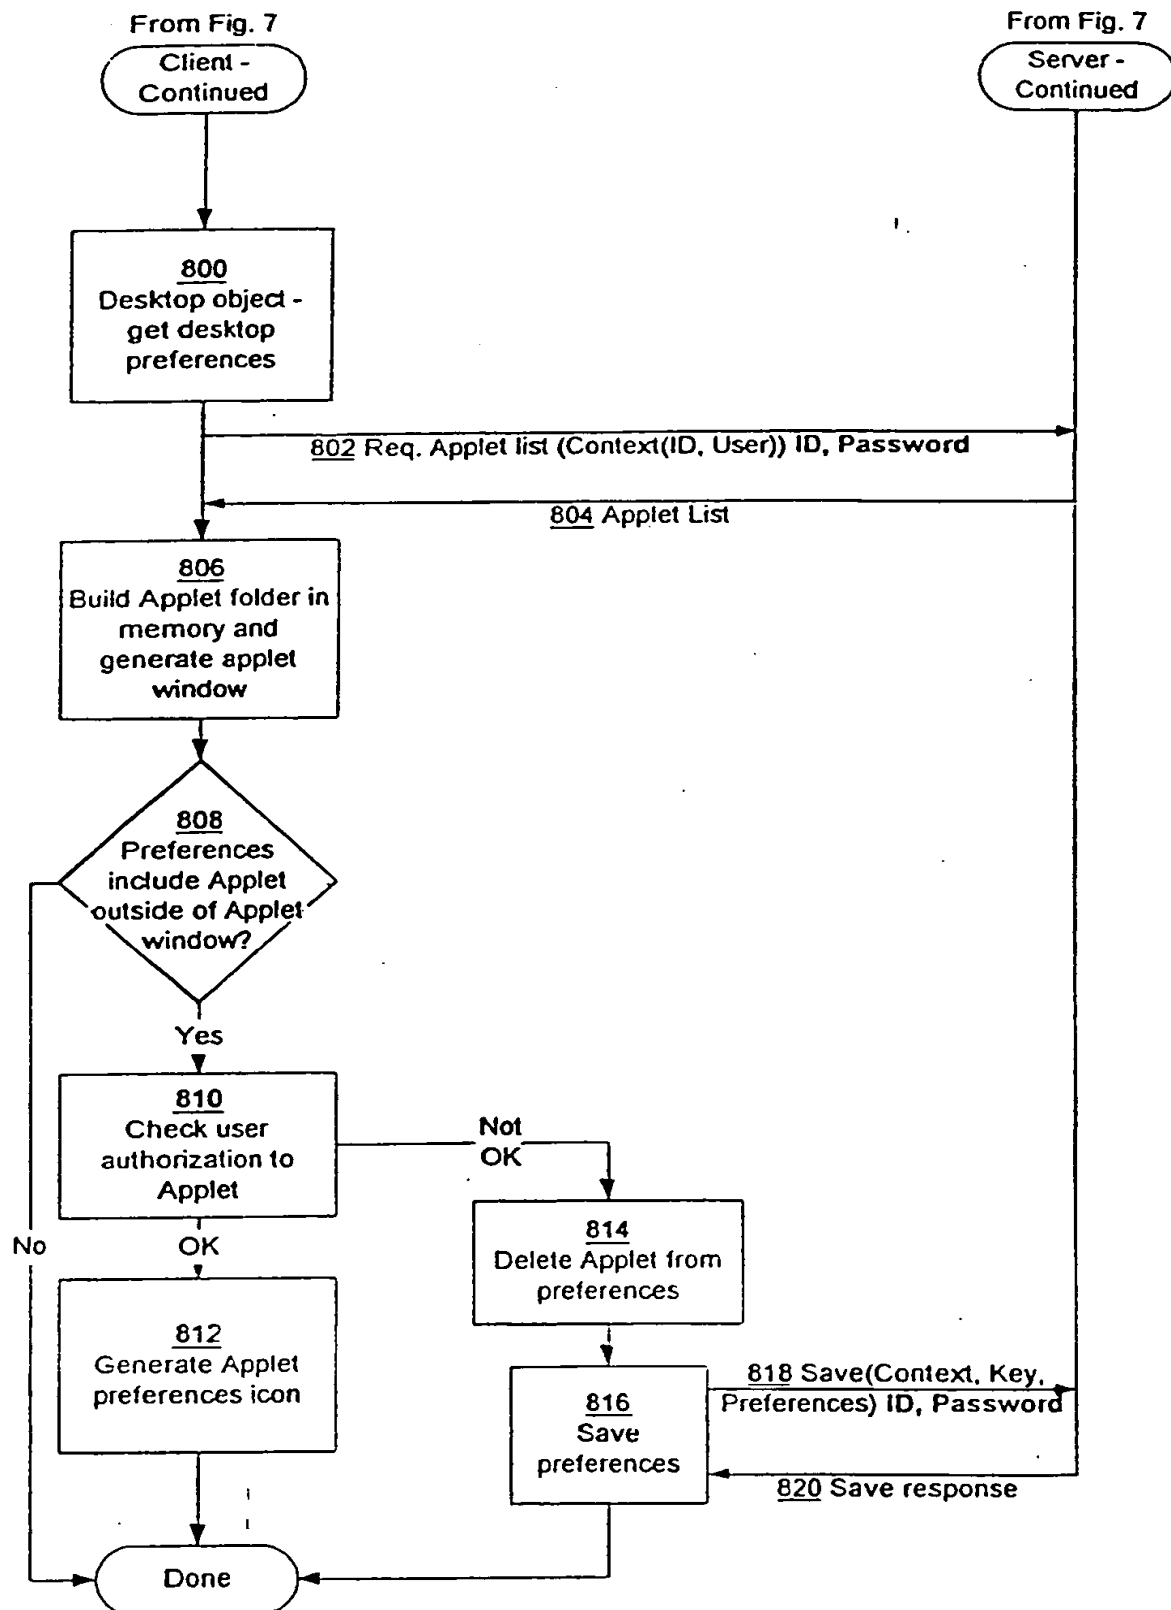 From Fig. 7
Client -
Continued
From Fig. 7
Server -
Continued
800
Desktop object -
get desktop
preferences
802 Req. Applet list (Context(ID, User)) ID, Password
804 Applet List
806
Build Applet folder in
memory and
generate applet
window
808
Preferences
include Applet
outside of Applet
window?
Yes
No
810
Check user
authorization to
Applet
Not
OK
OK
814
Delete Applet from
preferences
812
Generate Applet
preferences icon
816
Save
preferences
818 Save(Context, Key,
Preferences) ID, Password
820 Save response
Done